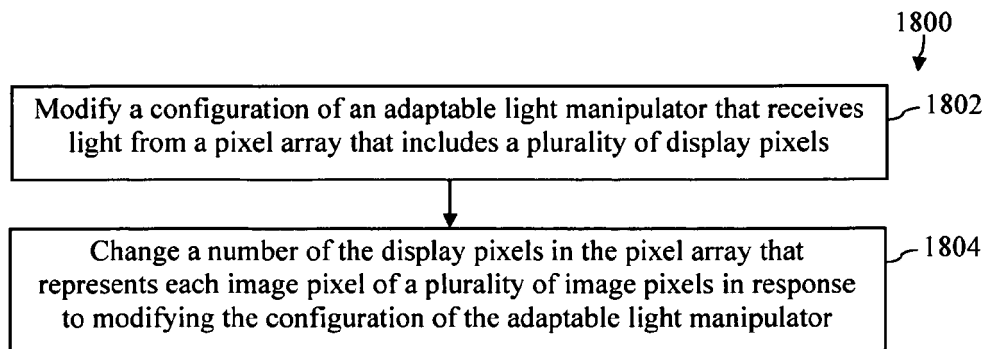 1800
Modify a configuration of an adaptable light manipulator that receives
light from a pixel array that includes a plurality of display pixels
1802
Change a number of the display pixels in the pixel array that
represents each image pixel of a plurality of image pixels in response
to modifying the configuration of the adaptable light manipulator
1804